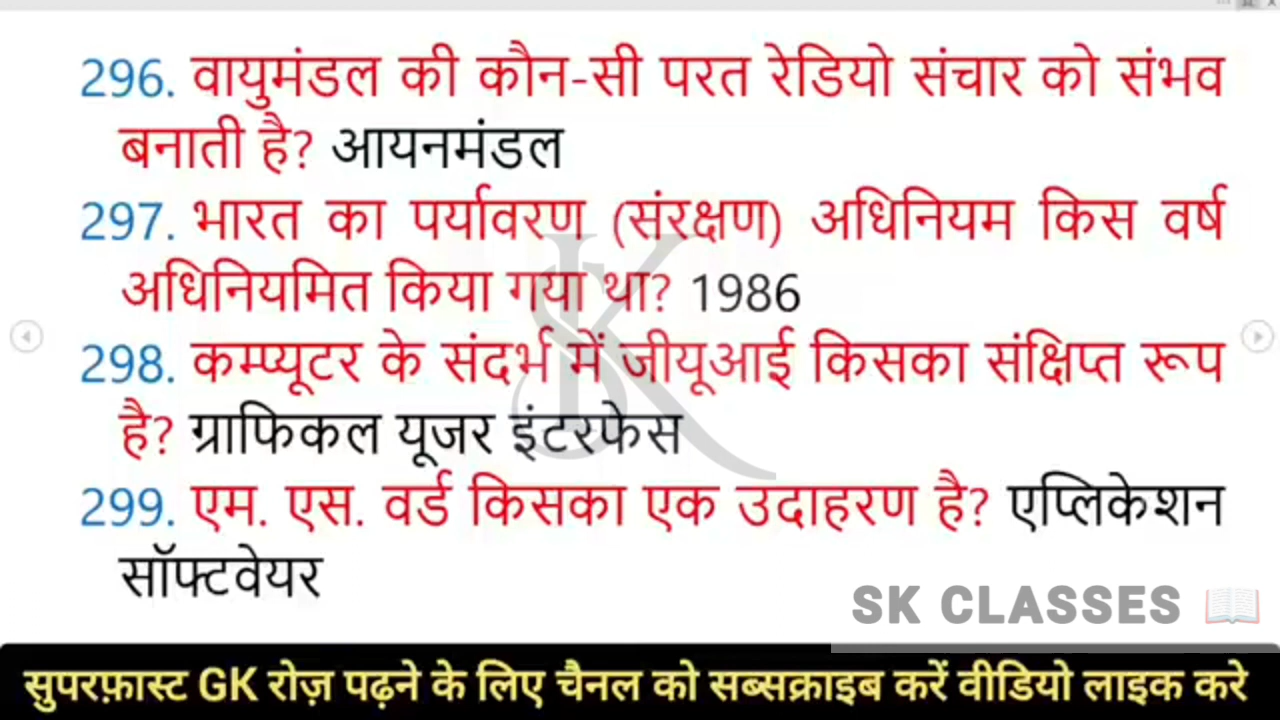 296. वायुमंडल की कौन-सी परत रेडियो संचार को संभव
बनाती है? आयनमंडल
297. भारत का पर्यावरण (संरक्षण) अधिनियम किस वर्ष
अधिनियमित किया गया था? 1986
298. कम्प्यूटर के संदर्भ में जीयूआई किसका संक्षिप्त रूप
है? ग्राफिकल यूजर इंटरफेस
299. एम. एस. वर्ड किसका एक उदाहरण है? एप्लिकेशन
सॉफ्टवेयर
SK CLASSES
सुपरफ़ास्ट GK रोज़ पढ़ने के लिए चैनल को सब्सक्राइब करें वीडियो लाइक करे